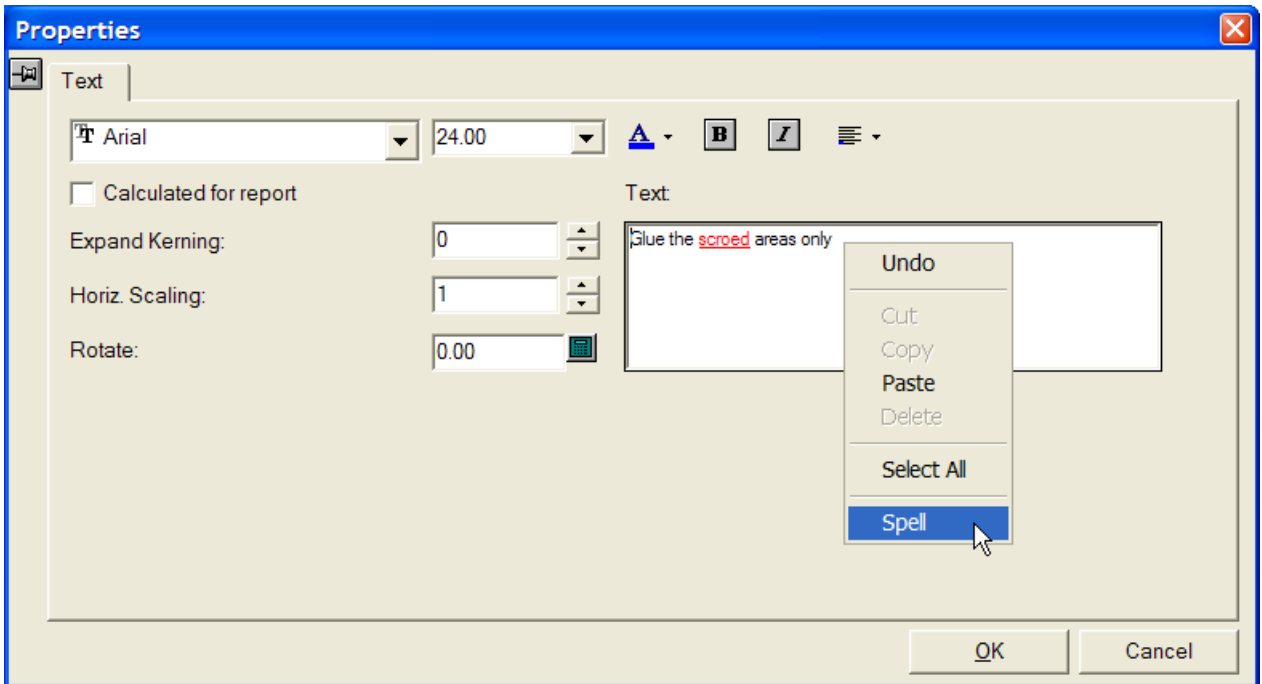 Properties
Text
Arial 24.00 A B I
Calculated for report Text:
Expand Kerning: 0 Glue the scroed areas only
Undo
Horiz. Scaling: 1 Cut
Copy
Rotate: 0.00
Paste
Delete
Select All
Spell
OK Cancel